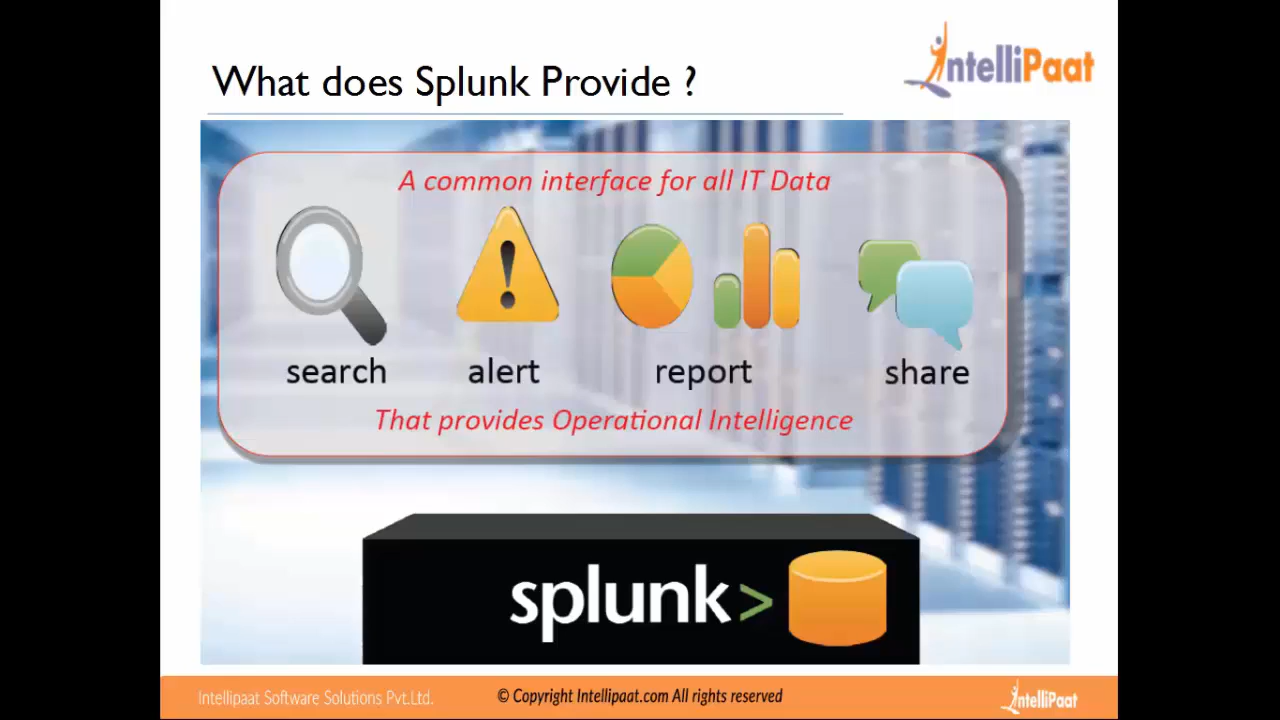 What does Splunk Provide ?
IntelliPaat
A common interface for all IT Data
search alert report share
That provides Operational Intelligence
splunk>
Intellipaat Software Solutions Pvt.Ltd.
© Copyright Intellipaat.com All rights reserved
IntelliPaat